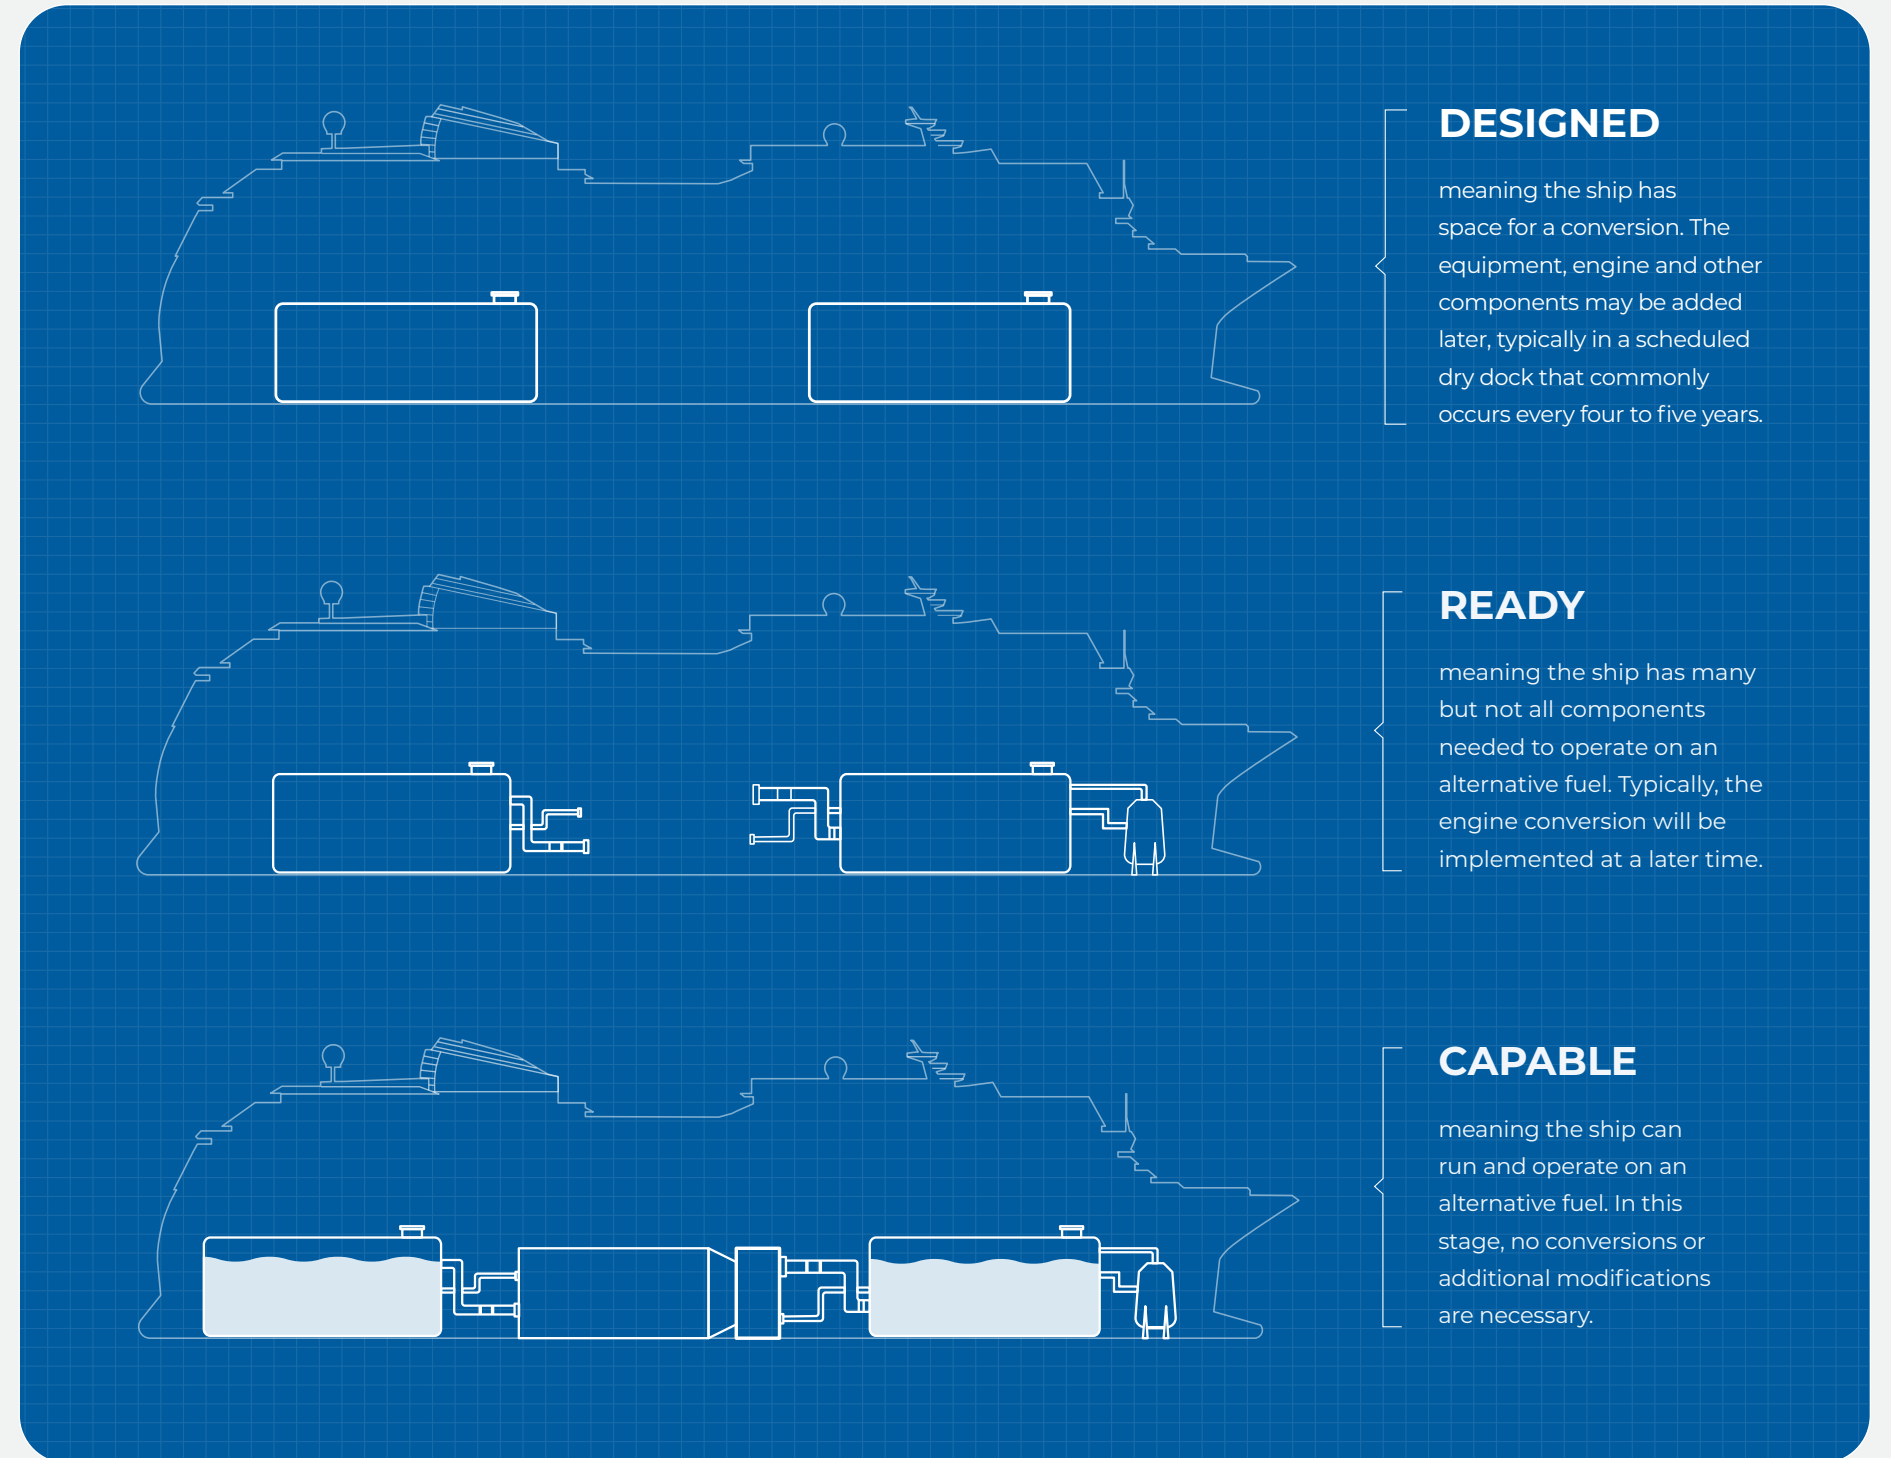 DESIGNED
meaning the ship has
space for a conversion. The
equipment, engine and other
components may be added
later, typically in a scheduled
dry dock that commonly
occurs every four to five years.
READY
meaning the ship has many
but not all components
needed to operate on an
alternative fuel. Typically, the
engine conversion will be
implemented at a later time.
CAPABLE
meaning the ship can
run and operate on an
alternative fuel. In this
stage, no conversions or
additional modifications
are necessary.